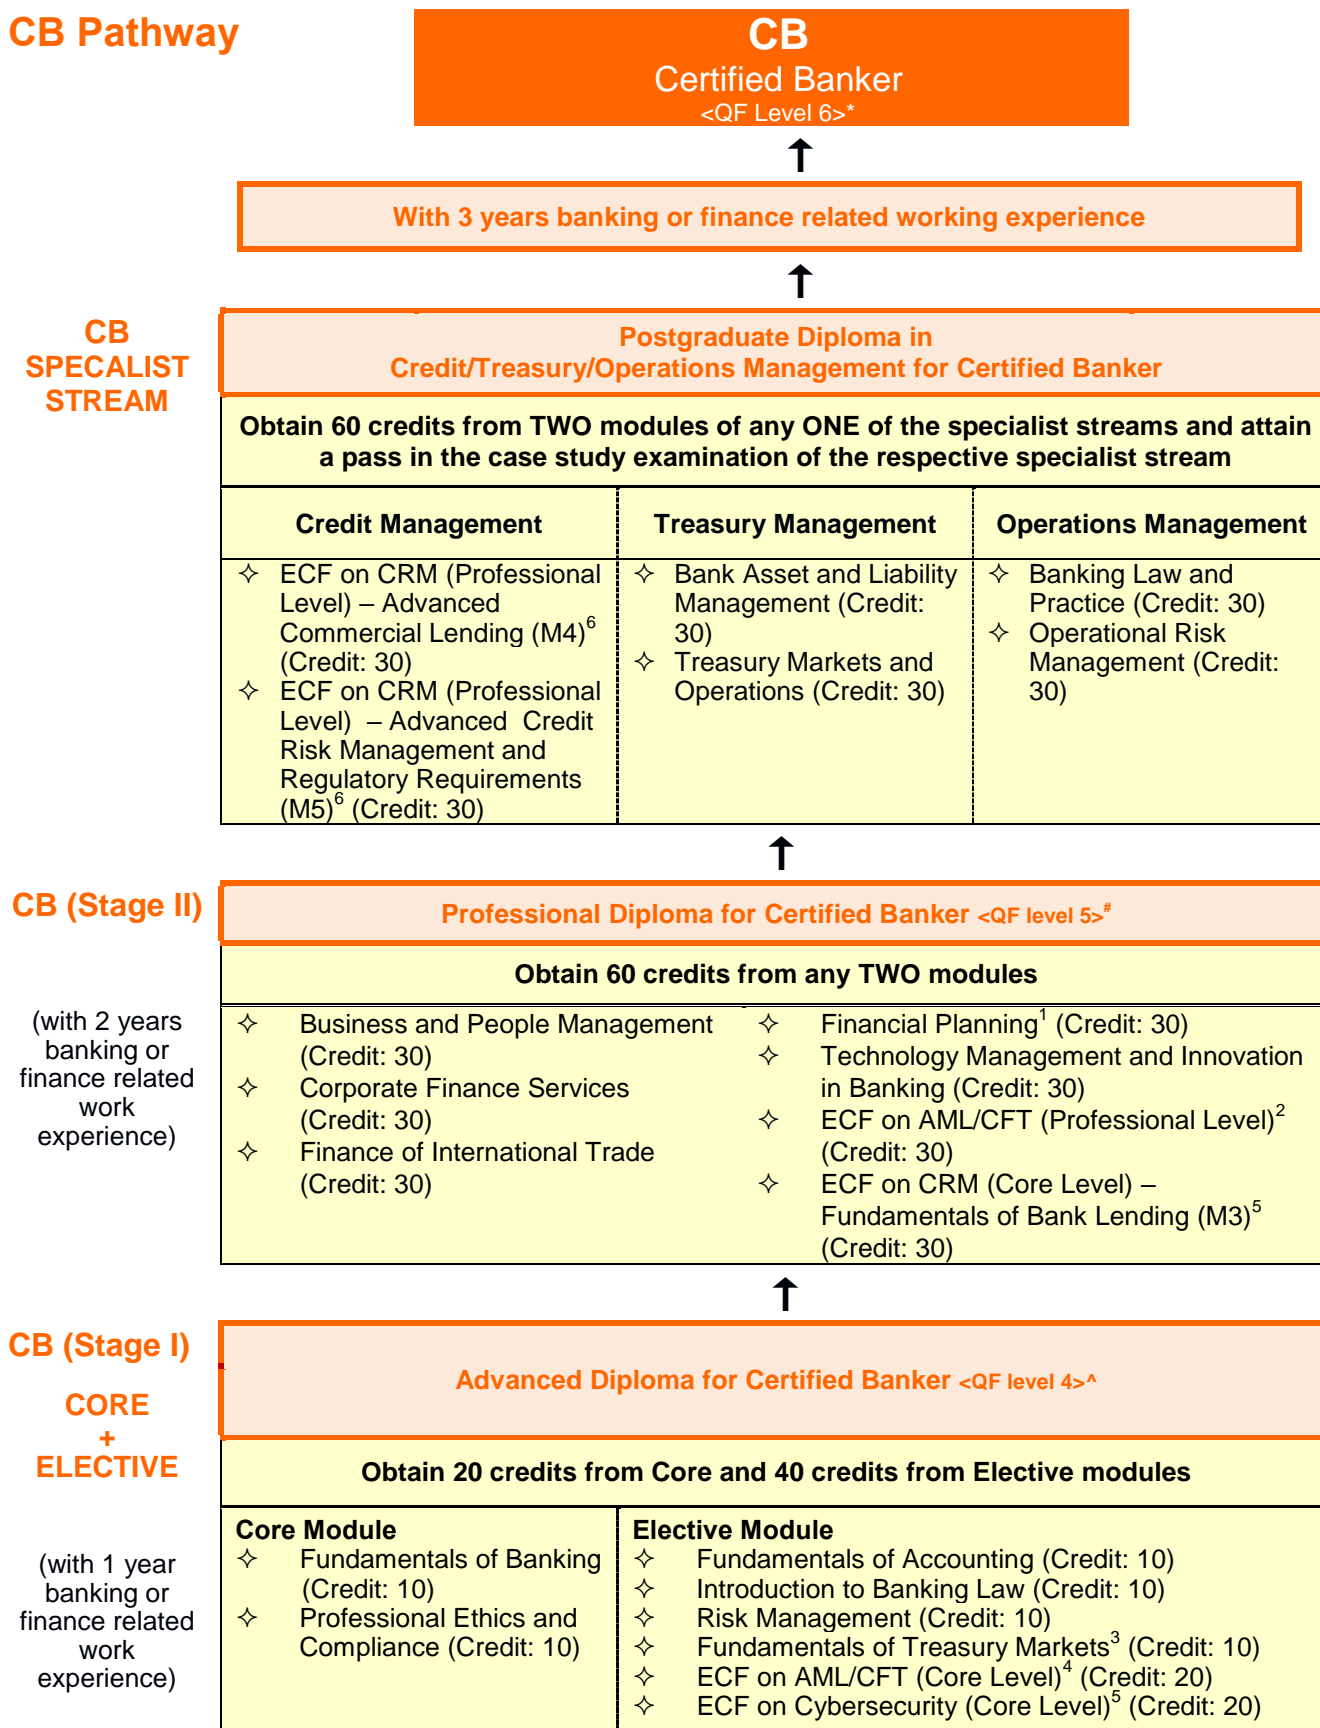 CB Pathway
CB
Certified Banker
<QF Level 6>*
↑
With 3 years banking or finance related working experience
↑
CB
SPECALIST
STREAM
Postgraduate Diploma in
Credit/Treasury/Operations Management for Certified Banker
Obtain 60 credits from TWO modules of any ONE of the specialist streams and attain
a pass in the case study examination of the respective specialist stream
Credit Management
✧ ECF on CRM (Professional
Level) – Advanced
Commercial Lending (M4)6
(Credit: 30)
✧ ECF on CRM (Professional
Level) – Advanced Credit
Risk Management and
Regulatory Requirements
(M5)6 (Credit: 30)
Treasury Management
✧ Bank Asset and Liability
Management (Credit:
30)
✧ Treasury Markets and
Operations (Credit: 30)
Operations Management
✧ Banking Law and
Practice (Credit: 30)
✧ Operational Risk
Management (Credit:
30)
↑
CB (Stage II)
(with 2 years
banking or
finance related
work
experience)
Professional Diploma for Certified Banker <QF level 5>#
Obtain 60 credits from any TWO modules
✧ Business and People Management
(Credit: 30)
✧ Corporate Finance Services
(Credit: 30)
✧ Finance of International Trade
(Credit: 30)
✧ Financial Planning1 (Credit: 30)
✧ Technology Management and Innovation
in Banking (Credit: 30)
✧ ECF on AML/CFT (Professional Level)2
(Credit: 30)
✧ ECF on CRM (Core Level) –
Fundamentals of Bank Lending (M3)5
(Credit: 30)
↑
CB (Stage I)
CORE
+
ELECTIVE
(with 1 year
banking or
finance related
work
experience)
Advanced Diploma for Certified Banker <QF level 4>^
Obtain 20 credits from Core and 40 credits from Elective modules
Core Module
✧ Fundamentals of Banking
(Credit: 10)
✧ Professional Ethics and
Compliance (Credit: 10)
Elective Module
✧ Fundamentals of Accounting (Credit: 10)
✧ Introduction to Banking Law (Credit: 10)
✧ Risk Management (Credit: 10)
✧ Fundamentals of Treasury Markets3 (Credit: 10)
✧ ECF on AML/CFT (Core Level)4 (Credit: 20)
✧ ECF on Cybersecurity (Core Level)5 (Credit: 20)